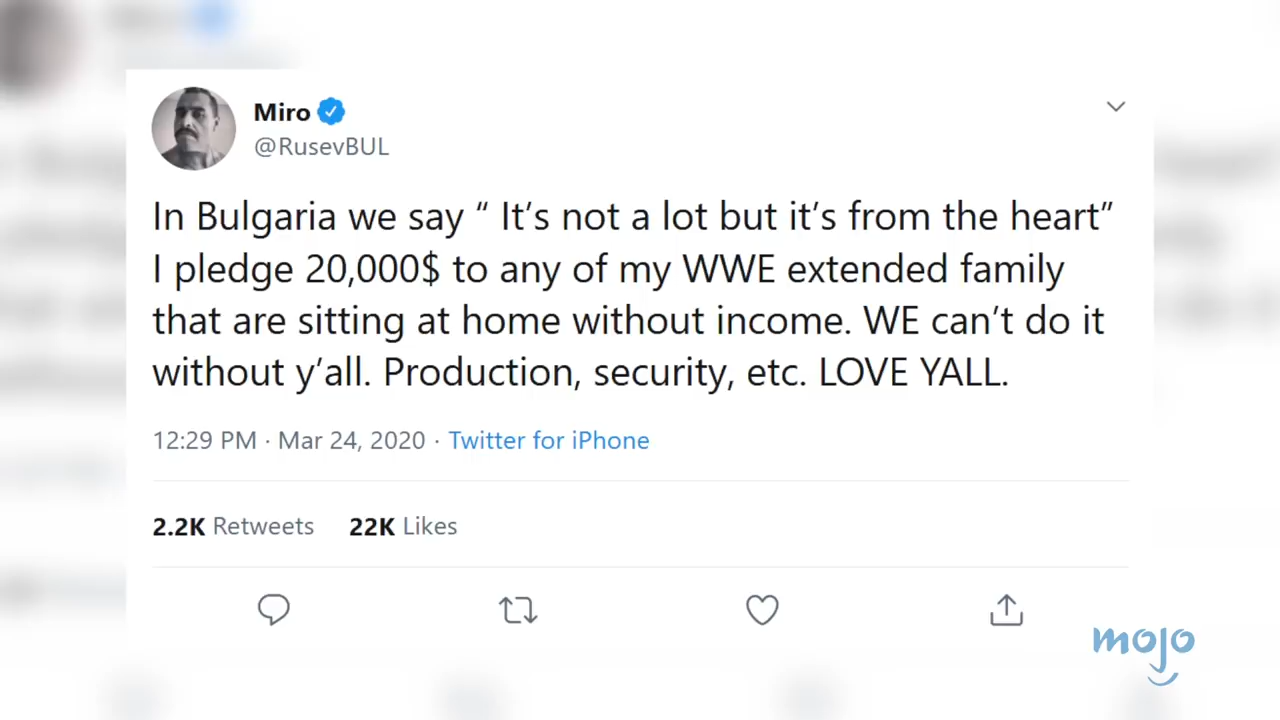 Miro
@RusevBUL
In Bulgaria we say “ It’s not a lot but it’s from the heart”
I pledge 20,000$ to any of my WWE extended family
that are sitting at home without income. WE can’t do it
without y’all. Production, security, etc. LOVE YALL.
12:29 PM · Mar 24, 2020 · Twitter for iPhone
2.2K Retweets 22K Likes
mojo